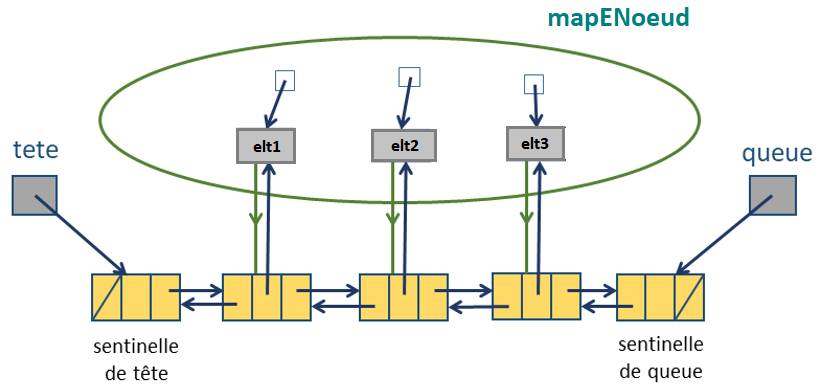 mapENoeud
elt1
elt2
elt3
tete
queue
sentinelle
de tête
sentinelle
de queue